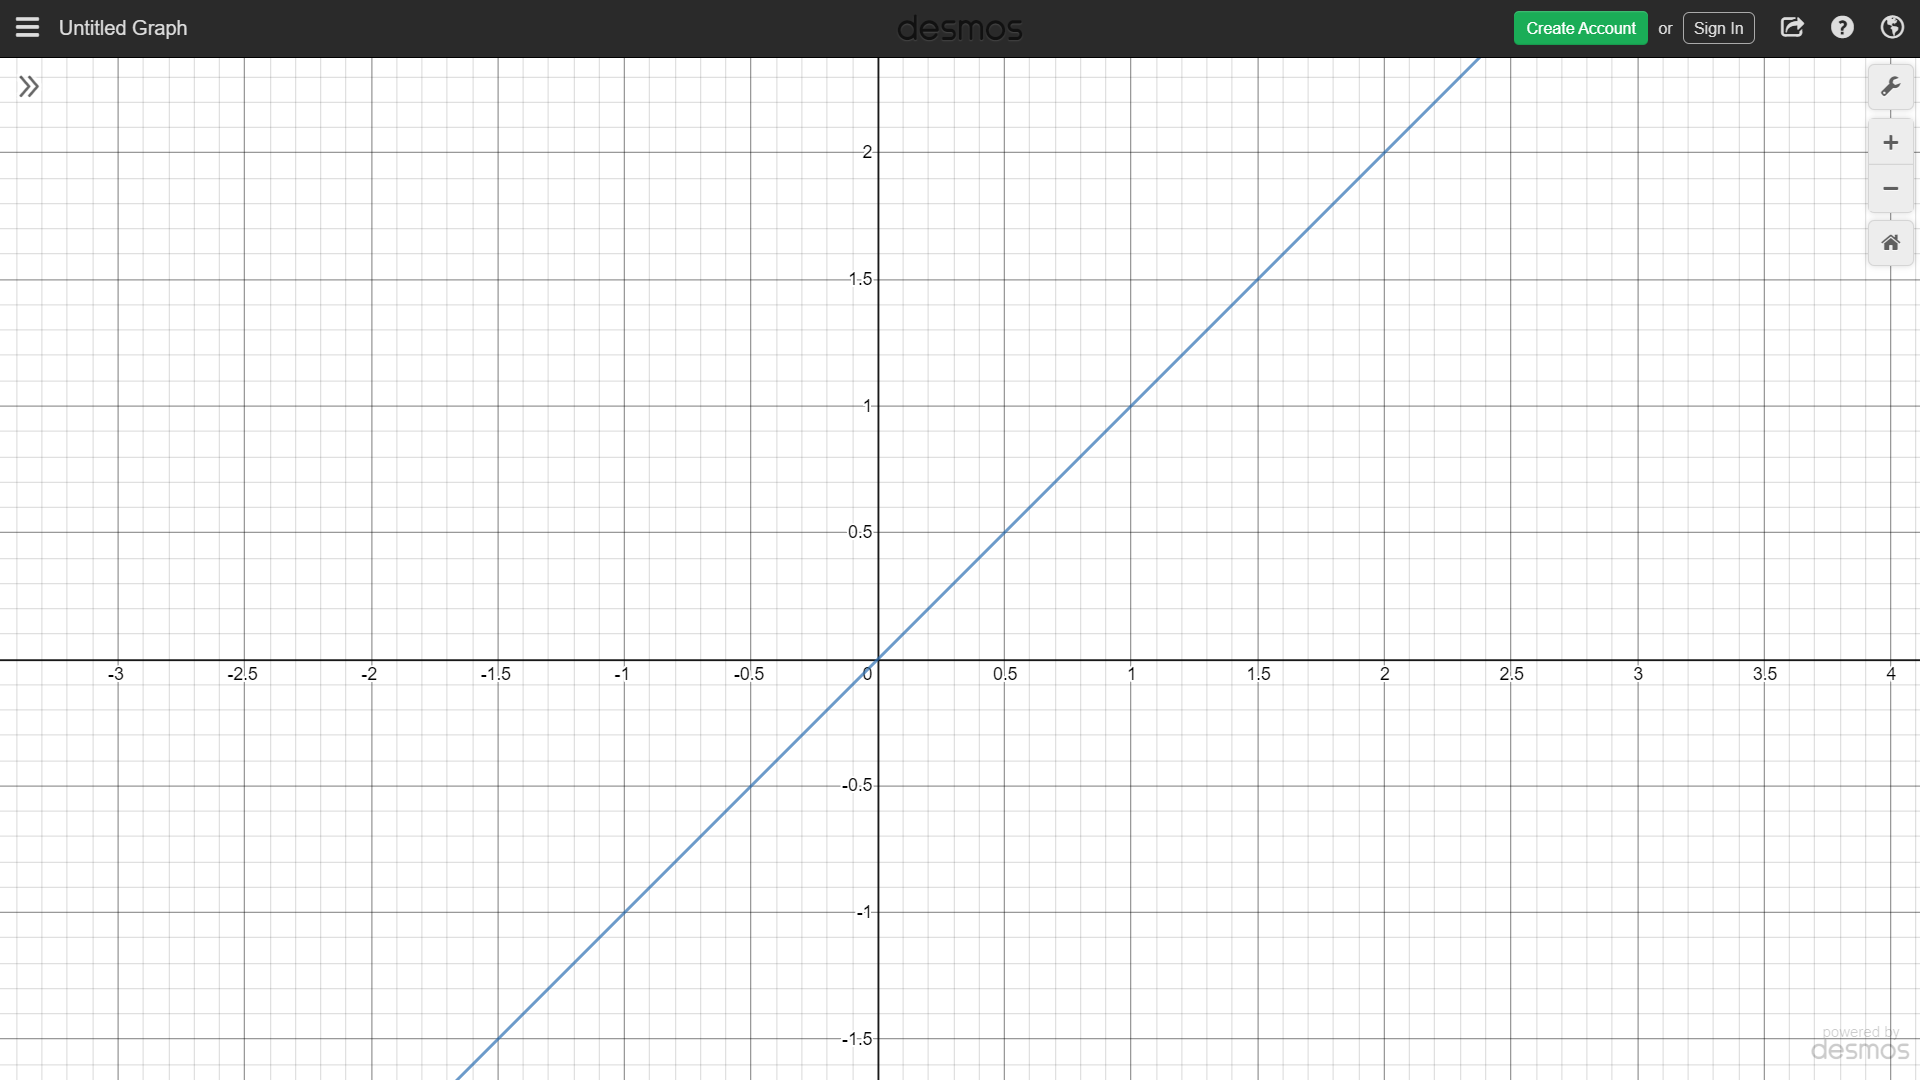 Untitled Graph
desmos
Create Account or Sign In
2
1.5
1
0.5
-3 -2.5 -2 -1.5 -1 -0.5 0 0.5 1 1.5 2 2.5 3 3.5 4
-0.5
-1
-1.5
powered by
desmos